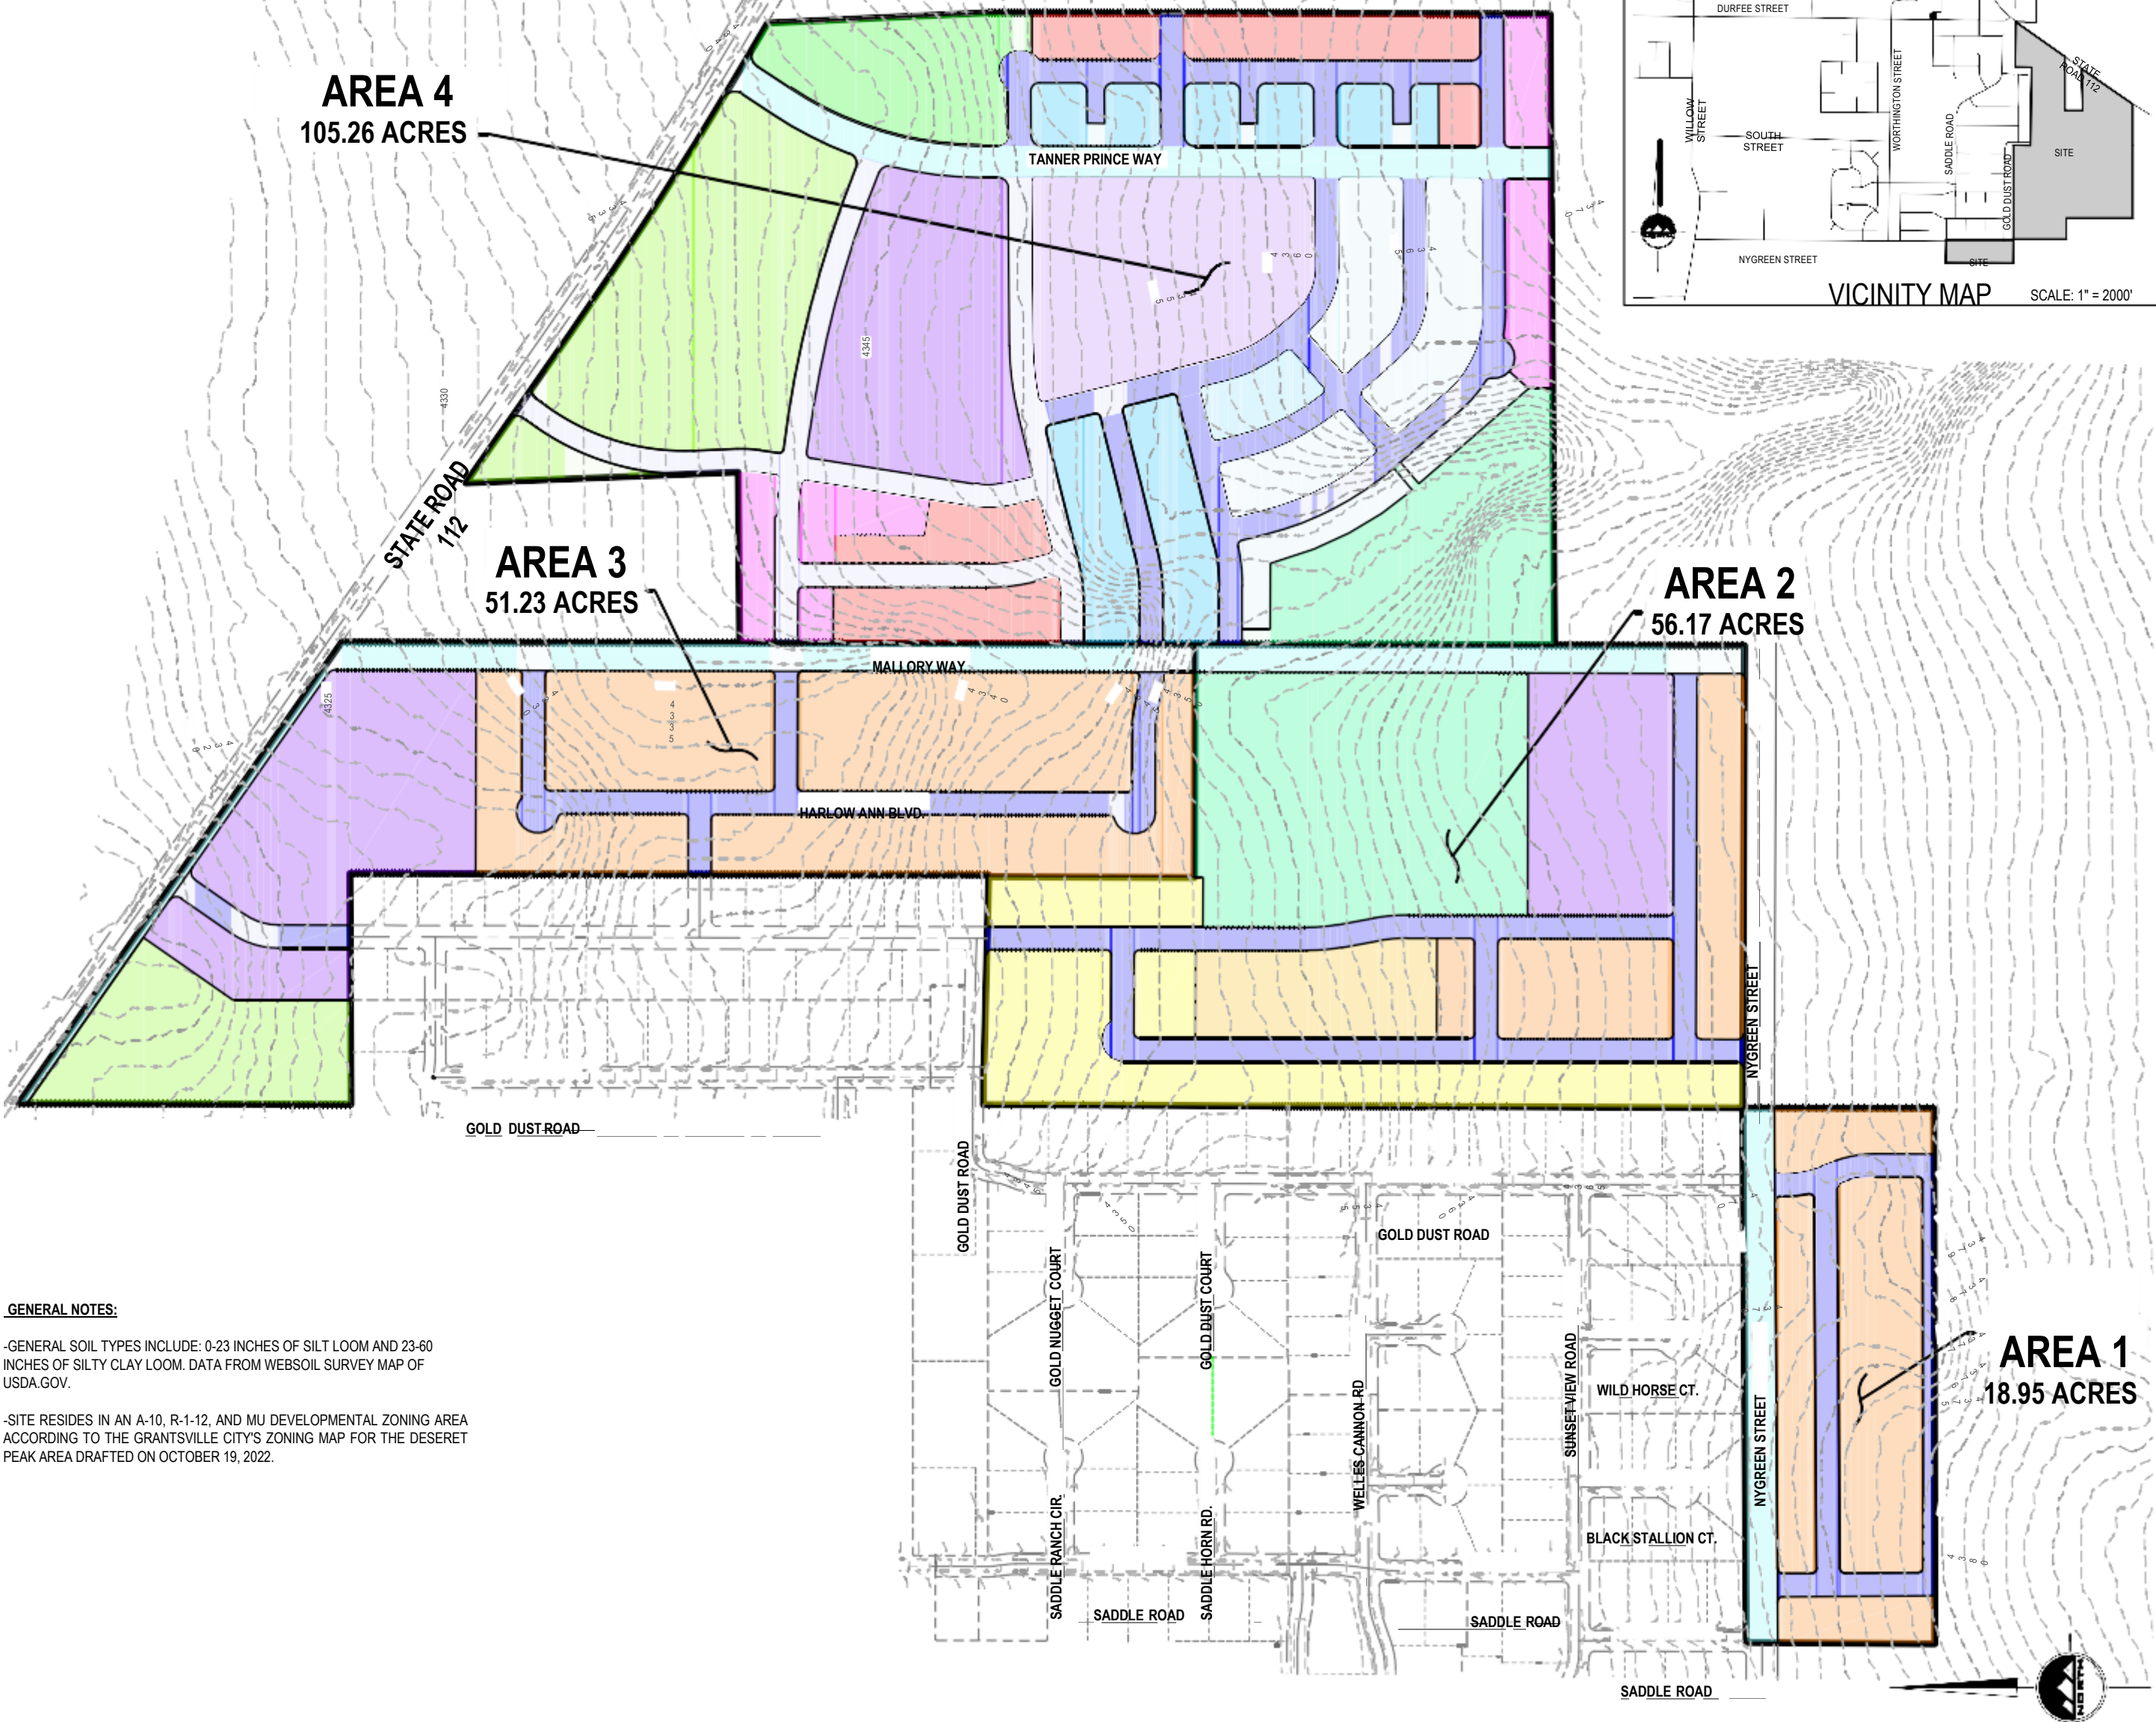 DURFEE STREET
STATE
ROAD 112
WILLOW
STREET
SOUTH
STREET
WORTHINGTON STREET
SADDLE ROAD
GOLD DUST ROAD
SITE
NYGREEN STREET
SITE
VICINITY MAP
SCALE: 1" = 2000'
AREA 4
105.26 ACRES
TANNER PRINCE WAY
4360
4345
4330
STATE ROAD
112
AREA 3
51.23 ACRES
AREA 2
56.17 ACRES
MALLORY WAY
4325
4335
4340
HARLOW ANN BLVD.
NYGREEN STREET
GOLD DUST ROAD
GOLD DUST ROAD
GOLD DUST ROAD
4350
GOLD NUGGET COURT
GOLD DUST COURT
WELLES CANNON RD
SUNSET VIEW ROAD
WILD HORSE CT.
NYGREEN STREET
AREA 1
18.95 ACRES
BLACK STALLION CT.
4380
SADDLE RANCH CIR.
SADDLE HORN RD.
SADDLE ROAD
SADDLE ROAD
SADDLE ROAD
NORTH
GENERAL NOTES:
-GENERAL SOIL TYPES INCLUDE: 0-23 INCHES OF SILT LOOM AND 23-60
INCHES OF SILTY CLAY LOOM. DATA FROM WEBSOIL SURVEY MAP OF
USDA.GOV.
-SITE RESIDES IN AN A-10, R-1-12, AND MU DEVELOPMENTAL ZONING AREA
ACCORDING TO THE GRANTSVILLE CITY'S ZONING MAP FOR THE DESERET
PEAK AREA DRAFTED ON OCTOBER 19, 2022.